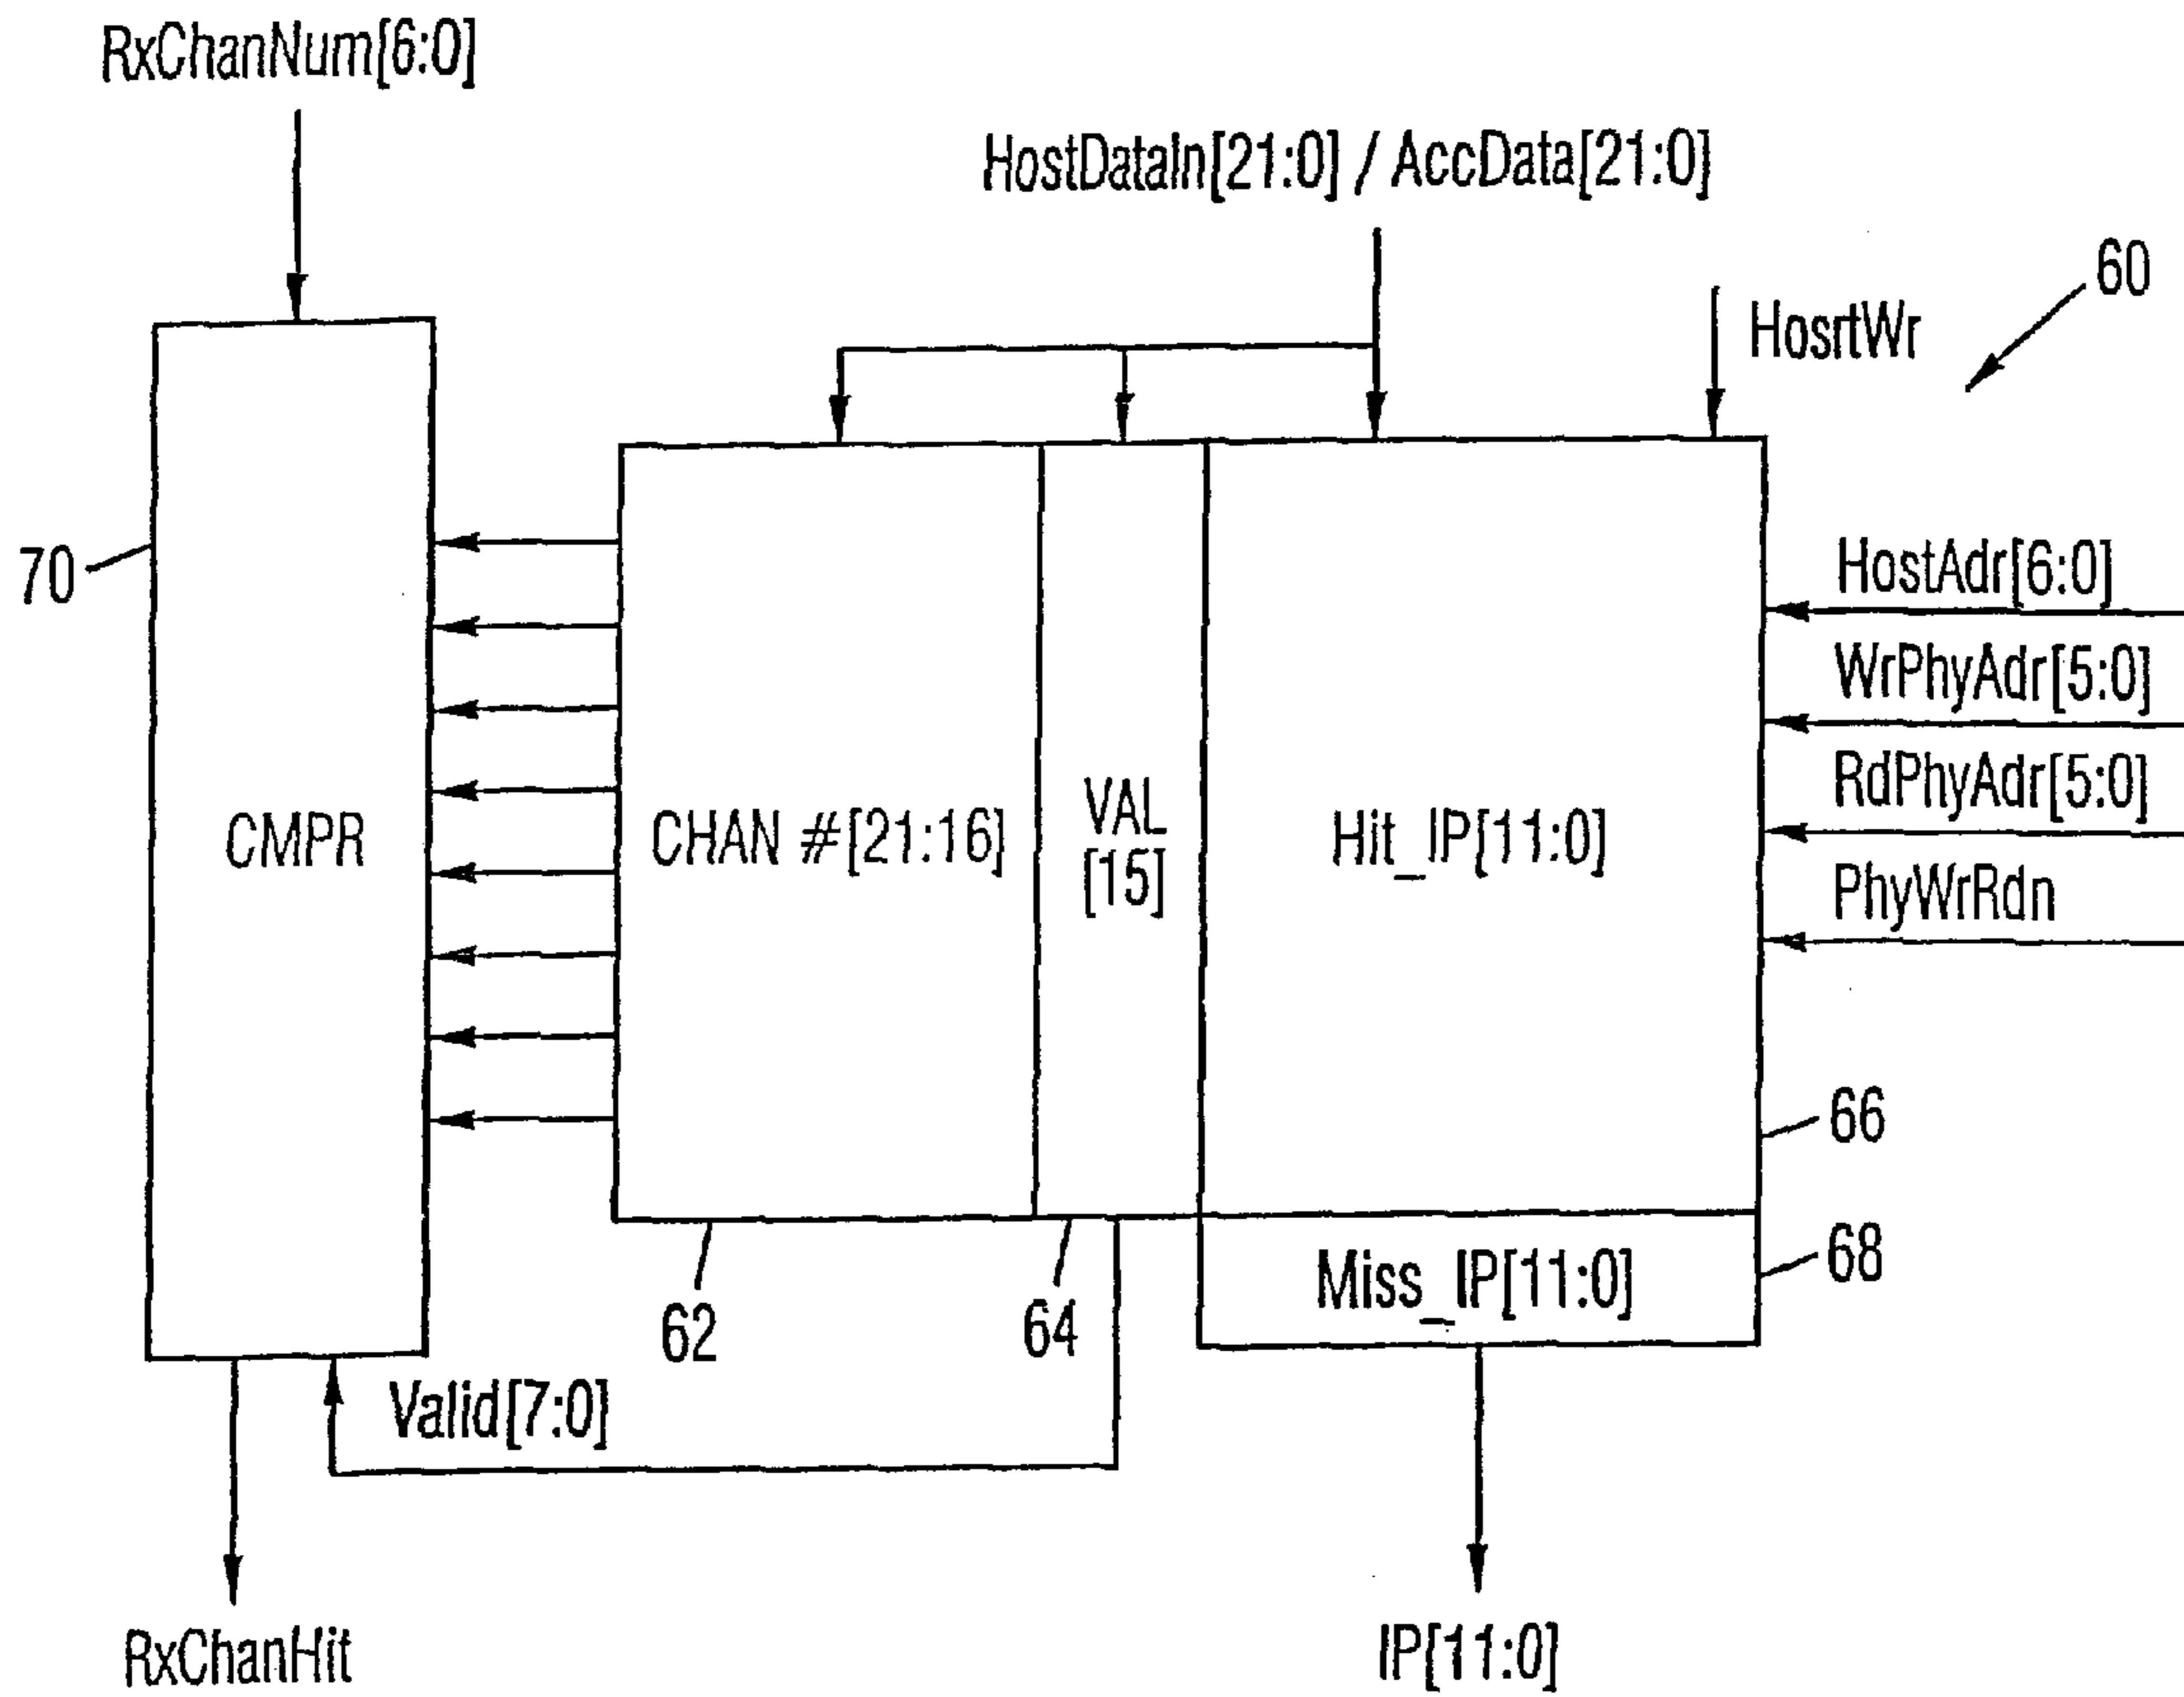 RxChanNum[6:0]
HostDataIn[21:0] / AccData[21:0]
60
HosrtWr
70
HostAdr[6:0]
WrPhyAdr[5:0]
RdPhyAdr[5:0]
PhyWrRdn
CMPR
CHAN #[21:16]
VAL
[15]
Hit_IP[11:0]
66
68
Miss_IP[11:0]
62
64
Valid[7:0]
RxChanHit
IP[11:0]